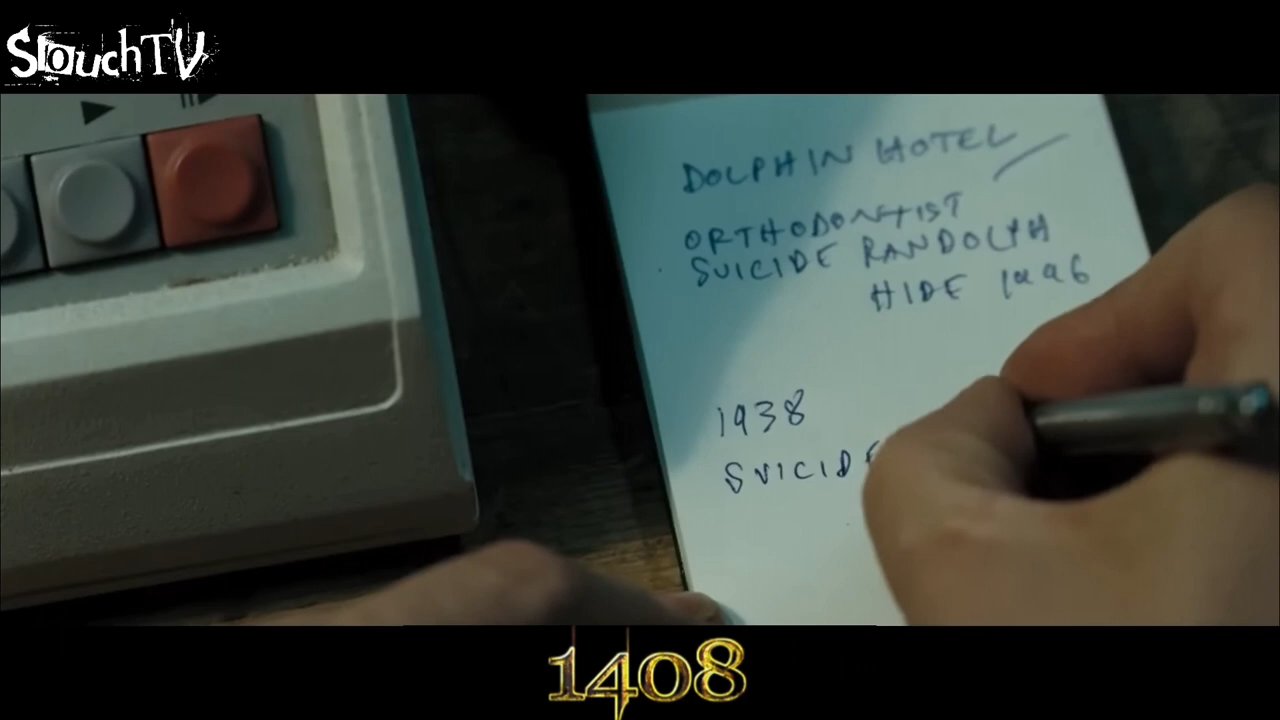 SlouchTV
DOLPHIN HOTEL
ORTHODONTIST
SUICIDE RANDOLPH
HIDE 1996
1938
SUICIDE
1408